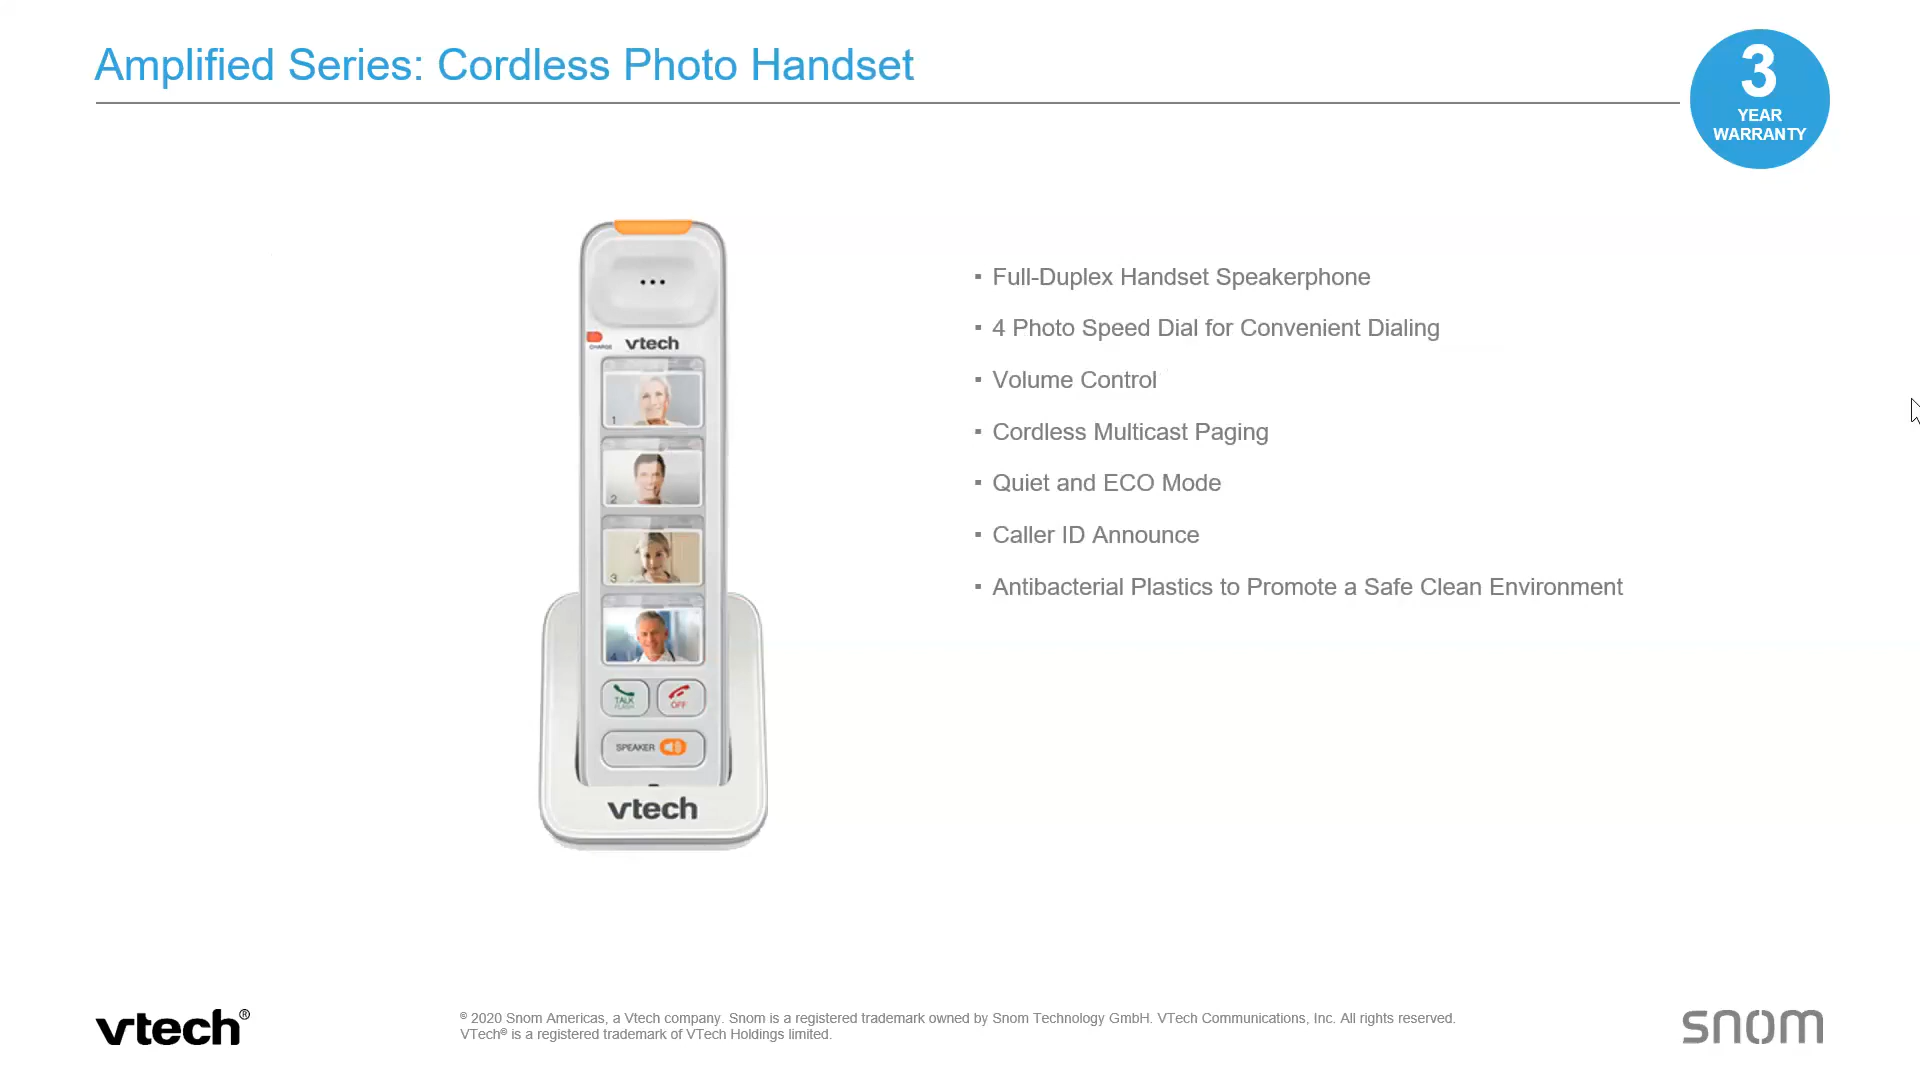 Amplified Series: Cordless Photo Handset
3
YEAR
WARRANTY
CHARGE
vtech
1
2
3
4
TALK
FLASH
OFF
SPEAKER
vtech
▪ Full-Duplex Handset Speakerphone
▪ 4 Photo Speed Dial for Convenient Dialing
▪ Volume Control
▪ Cordless Multicast Paging
▪ Quiet and ECO Mode
▪ Caller ID Announce
▪ Antibacterial Plastics to Promote a Safe Clean Environment
vtech®
© 2020 Snom Americas, a Vtech company. Snom is a registered trademark owned by Snom Technology GmbH. VTech Communications, Inc. All rights reserved.
VTech® is a registered trademark of VTech Holdings limited.
snom